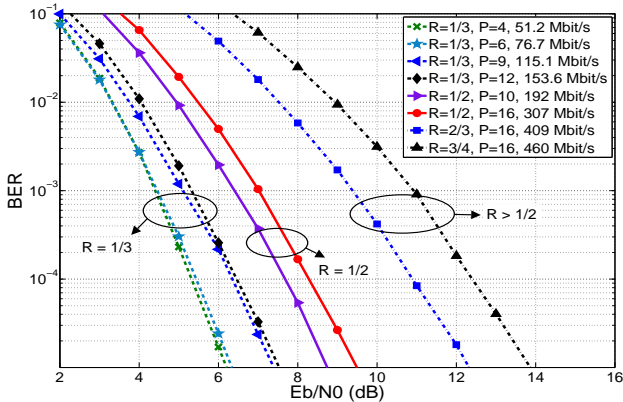 10⁻¹
10⁻²
10⁻³
10⁻⁴
BER
R=1/3, P=4, 51.2 Mbit/s
R=1/3, P=6, 76.7 Mbit/s
R=1/3, P=9, 115.1 Mbit/s
R=1/3, P=12, 153.6 Mbit/s
R=1/2, P=10, 192 Mbit/s
R=1/2, P=16, 307 Mbit/s
R=2/3, P=16, 409 Mbit/s
R=3/4, P=16, 460 Mbit/s
R > 1/2
R = 1/3
R = 1/2
2 4 6 8 10 12 14 16
Eb/N0 (dB)